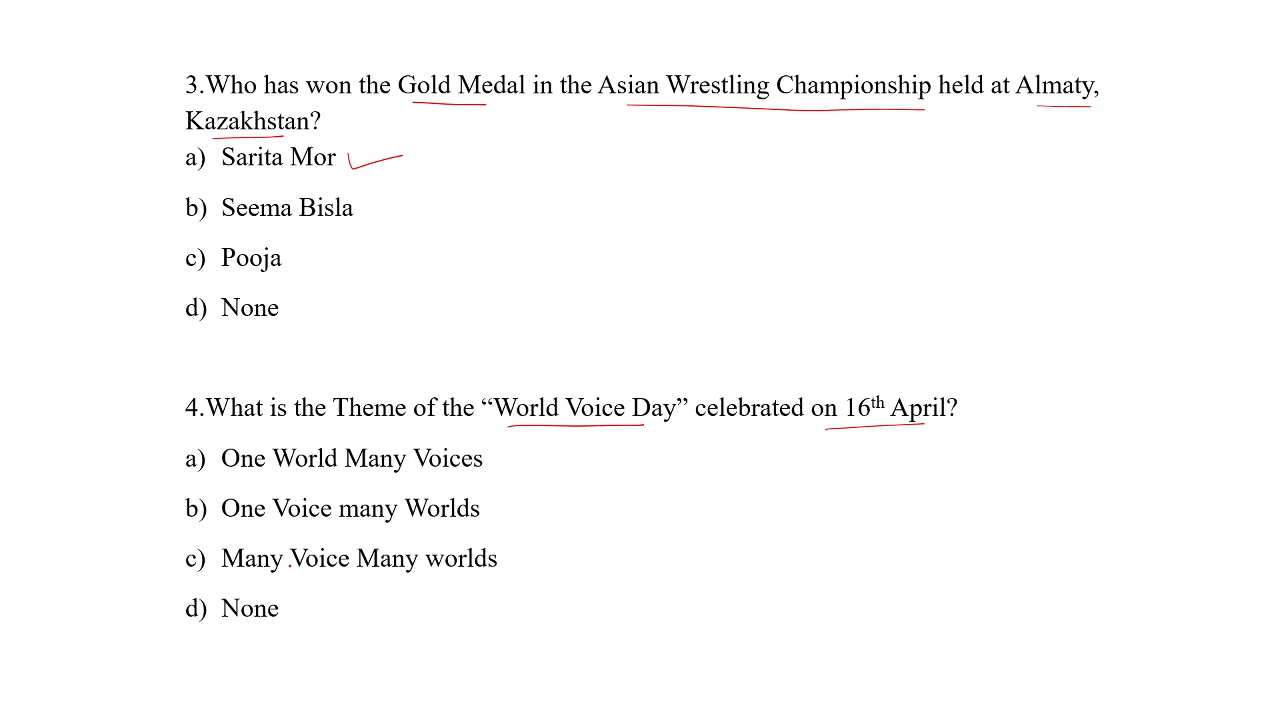 3.Who has won the Gold Medal in the Asian Wrestling Championship held at Almaty,
Kazakhstan?
a) Sarita Mor
b) Seema Bisla
c) Pooja
d) None
4.What is the Theme of the “World Voice Day” celebrated on 16th April?
a) One World Many Voices
b) One Voice many Worlds
c) Many Voice Many worlds
d) None